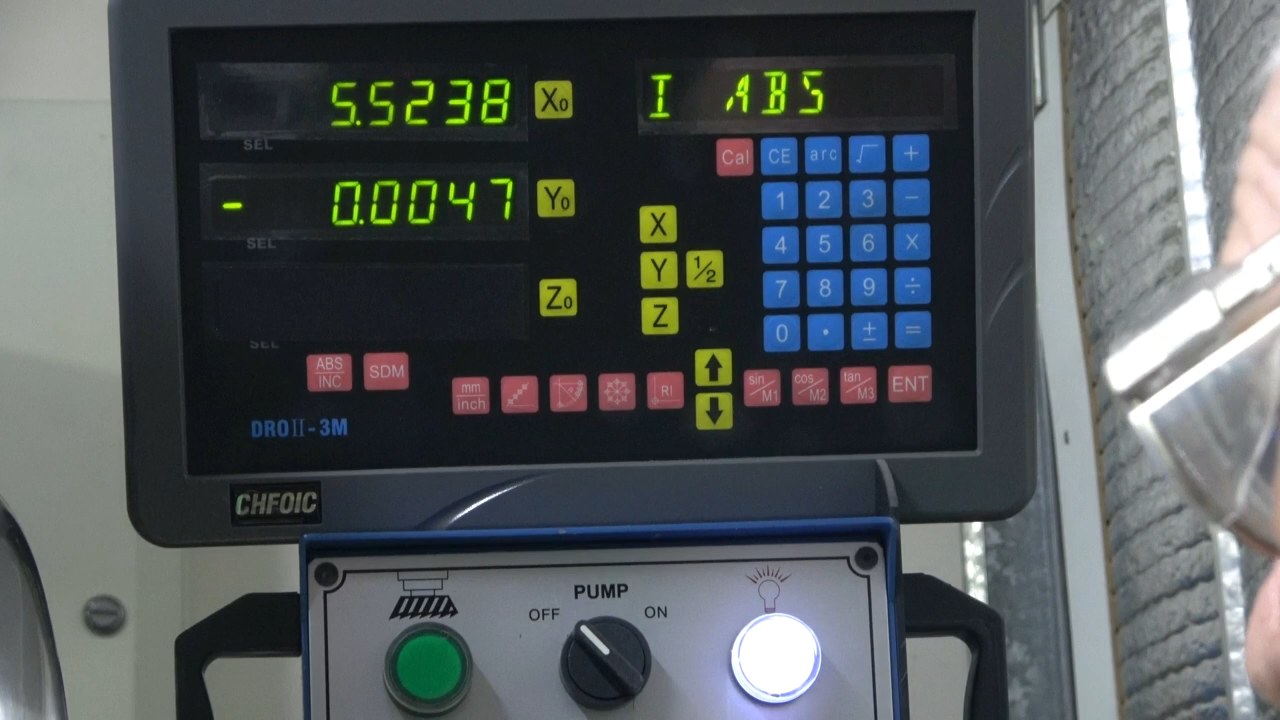 5.5238 X₀ I ABS
SEL
Cal CE arc √ +
- 0.0047 Y₀
1 2 3 −
SEL
X
4 5 6 X
Y ½
7 8 9 ÷
Z₀
Z
0 • ± =
SEL
ABS/INC SDM
mm/inch RI ↑ sin/M1 cos/M2 tan/M3 ENT
↓
DROII-3M
CHFOIC
PUMP
OFF ON